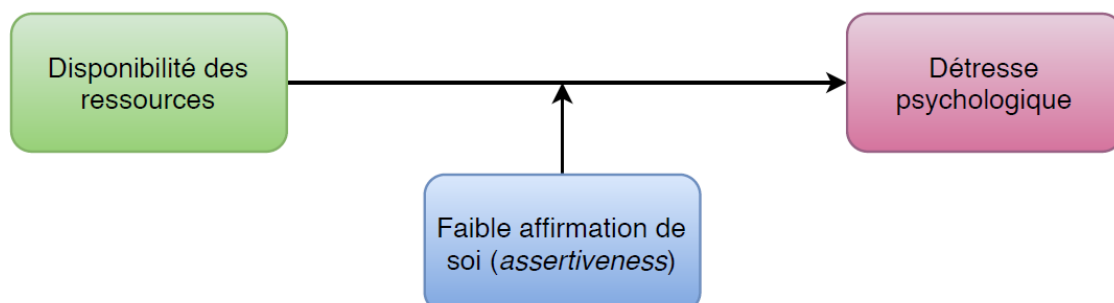 Disponibilité des
ressources
Détresse
psychologique
Faible affirmation de
soi (assertiveness)